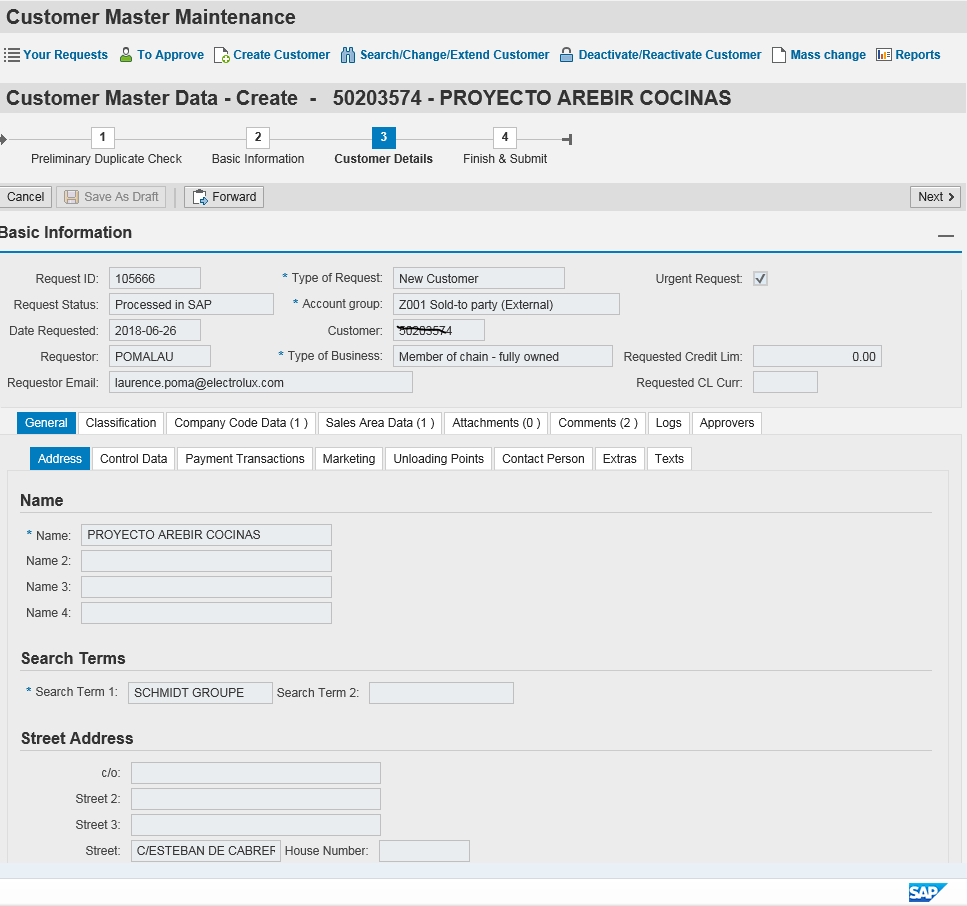 Customer Master Maintenance
Your Requests To Approve Create Customer Search/Change/Extend Customer Deactivate/Reactivate Customer Mass change Reports
Customer Master Data - Create - 50203574 - PROYECTO AREBIR COCINAS
1 2 3 4
Preliminary Duplicate Check Basic Information Customer Details Finish & Submit
Cancel Save As Draft Forward Next
Basic Information
Request ID: 105666 * Type of Request: New Customer Urgent Request:
Request Status: Processed in SAP * Account group: Z001 Sold-to party (External)
Date Requested: 2018-06-26 Customer: 50203574
Requestor: POMALAU * Type of Business: Member of chain - fully owned Requested Credit Lim: 0.00
Requestor Email: laurence.poma@electrolux.com Requested CL Curr:
General Classification Company Code Data (1 ) Sales Area Data (1 ) Attachments (0 ) Comments (2 ) Logs Approvers
Address Control Data Payment Transactions Marketing Unloading Points Contact Person Extras Texts
Name
* Name: PROYECTO AREBIR COCINAS
Name 2:
Name 3:
Name 4:
Search Terms
* Search Term 1: SCHMIDT GROUPE Search Term 2:
Street Address
c/o:
Street 2:
Street 3:
Street: C/ESTEBAN DE CABRER House Number:
SAP